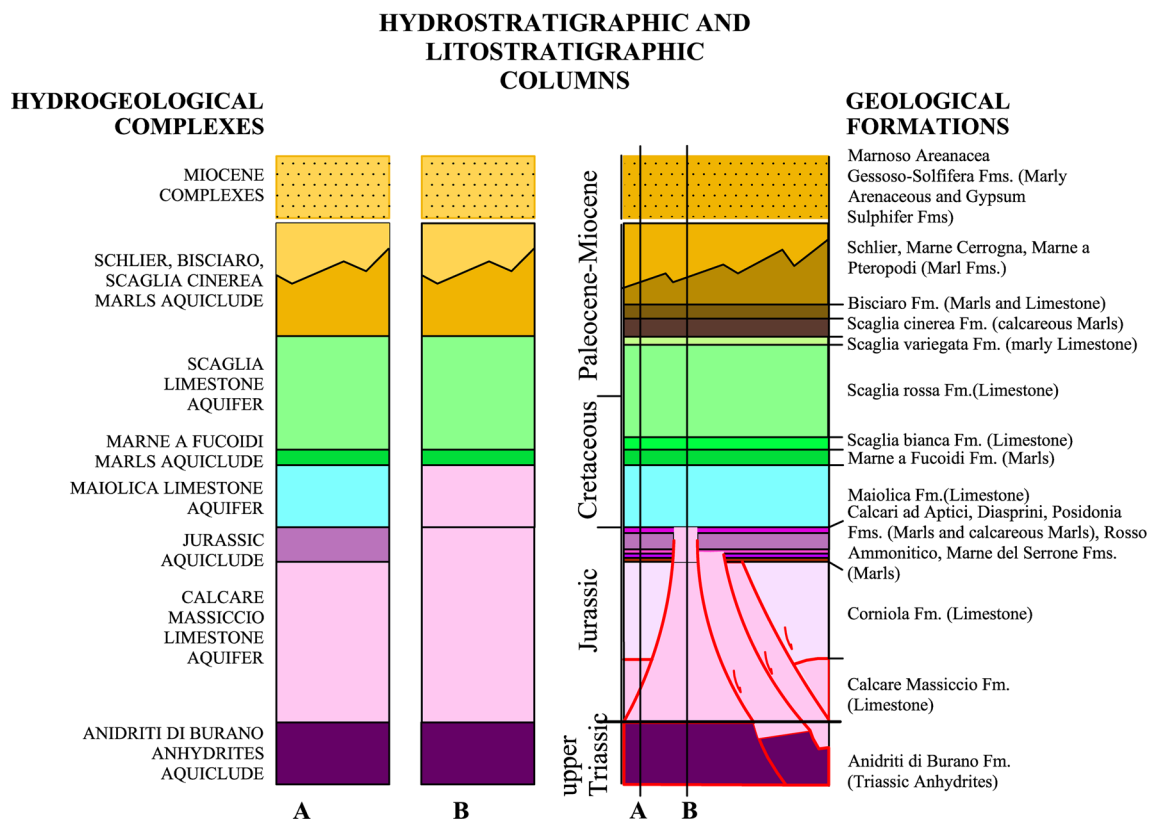 HYDROSTRATIGRAPHIC AND
LITOSTRATIGRAPHIC
COLUMNS
HYDROGEOLOGICAL
COMPLEXES
MIOCENE
COMPLEXES
SCHLIER, BISCIARO,
SCAGLIA CINEREA
MARLS AQUICLUDE
SCAGLIA
LIMESTONE
AQUIFER
MARNE A FUCOIDI
MARLS AQUICLUDE
MAIOLICA LIMESTONE
AQUIFER
JURASSIC
AQUICLUDE
CALCARE
MASSICCIO
LIMESTONE
AQUIFER
ANIDRITI DI BURANO
ANHYDRITES
AQUICLUDE
A
B
Paleocene-Miocene
Cretaceous
Jurassic
upper
Triassic
A
B
GEOLOGICAL
FORMATIONS
Marnoso Areanacea
Gessoso-Solfifera Fms. (Marly
Arenaceous and Gypsum
Sulphifer Fms)
Schlier, Marne Cerrogna, Marne a
Pteropodi (Marl Fms.)
Bisciaro Fm. (Marls and Limestone)
Scaglia cinerea Fm. (calcareous Marls)
Scaglia variegata Fm. (marly Limestone)
Scaglia rossa Fm.(Limestone)
Scaglia bianca Fm. (Limestone)
Marne a Fucoidi Fm. (Marls)
Maiolica Fm.(Limestone)
Calcari ad Aptici, Diasprini, Posidonia
Fms. (Marls and calcareous Marls), Rosso
Ammonitico, Marne del Serrone Fms.
(Marls)
Corniola Fm. (Limestone)
Calcare Massiccio Fm.
(Limestone)
Anidriti di Burano Fm.
(Triassic Anhydrites)